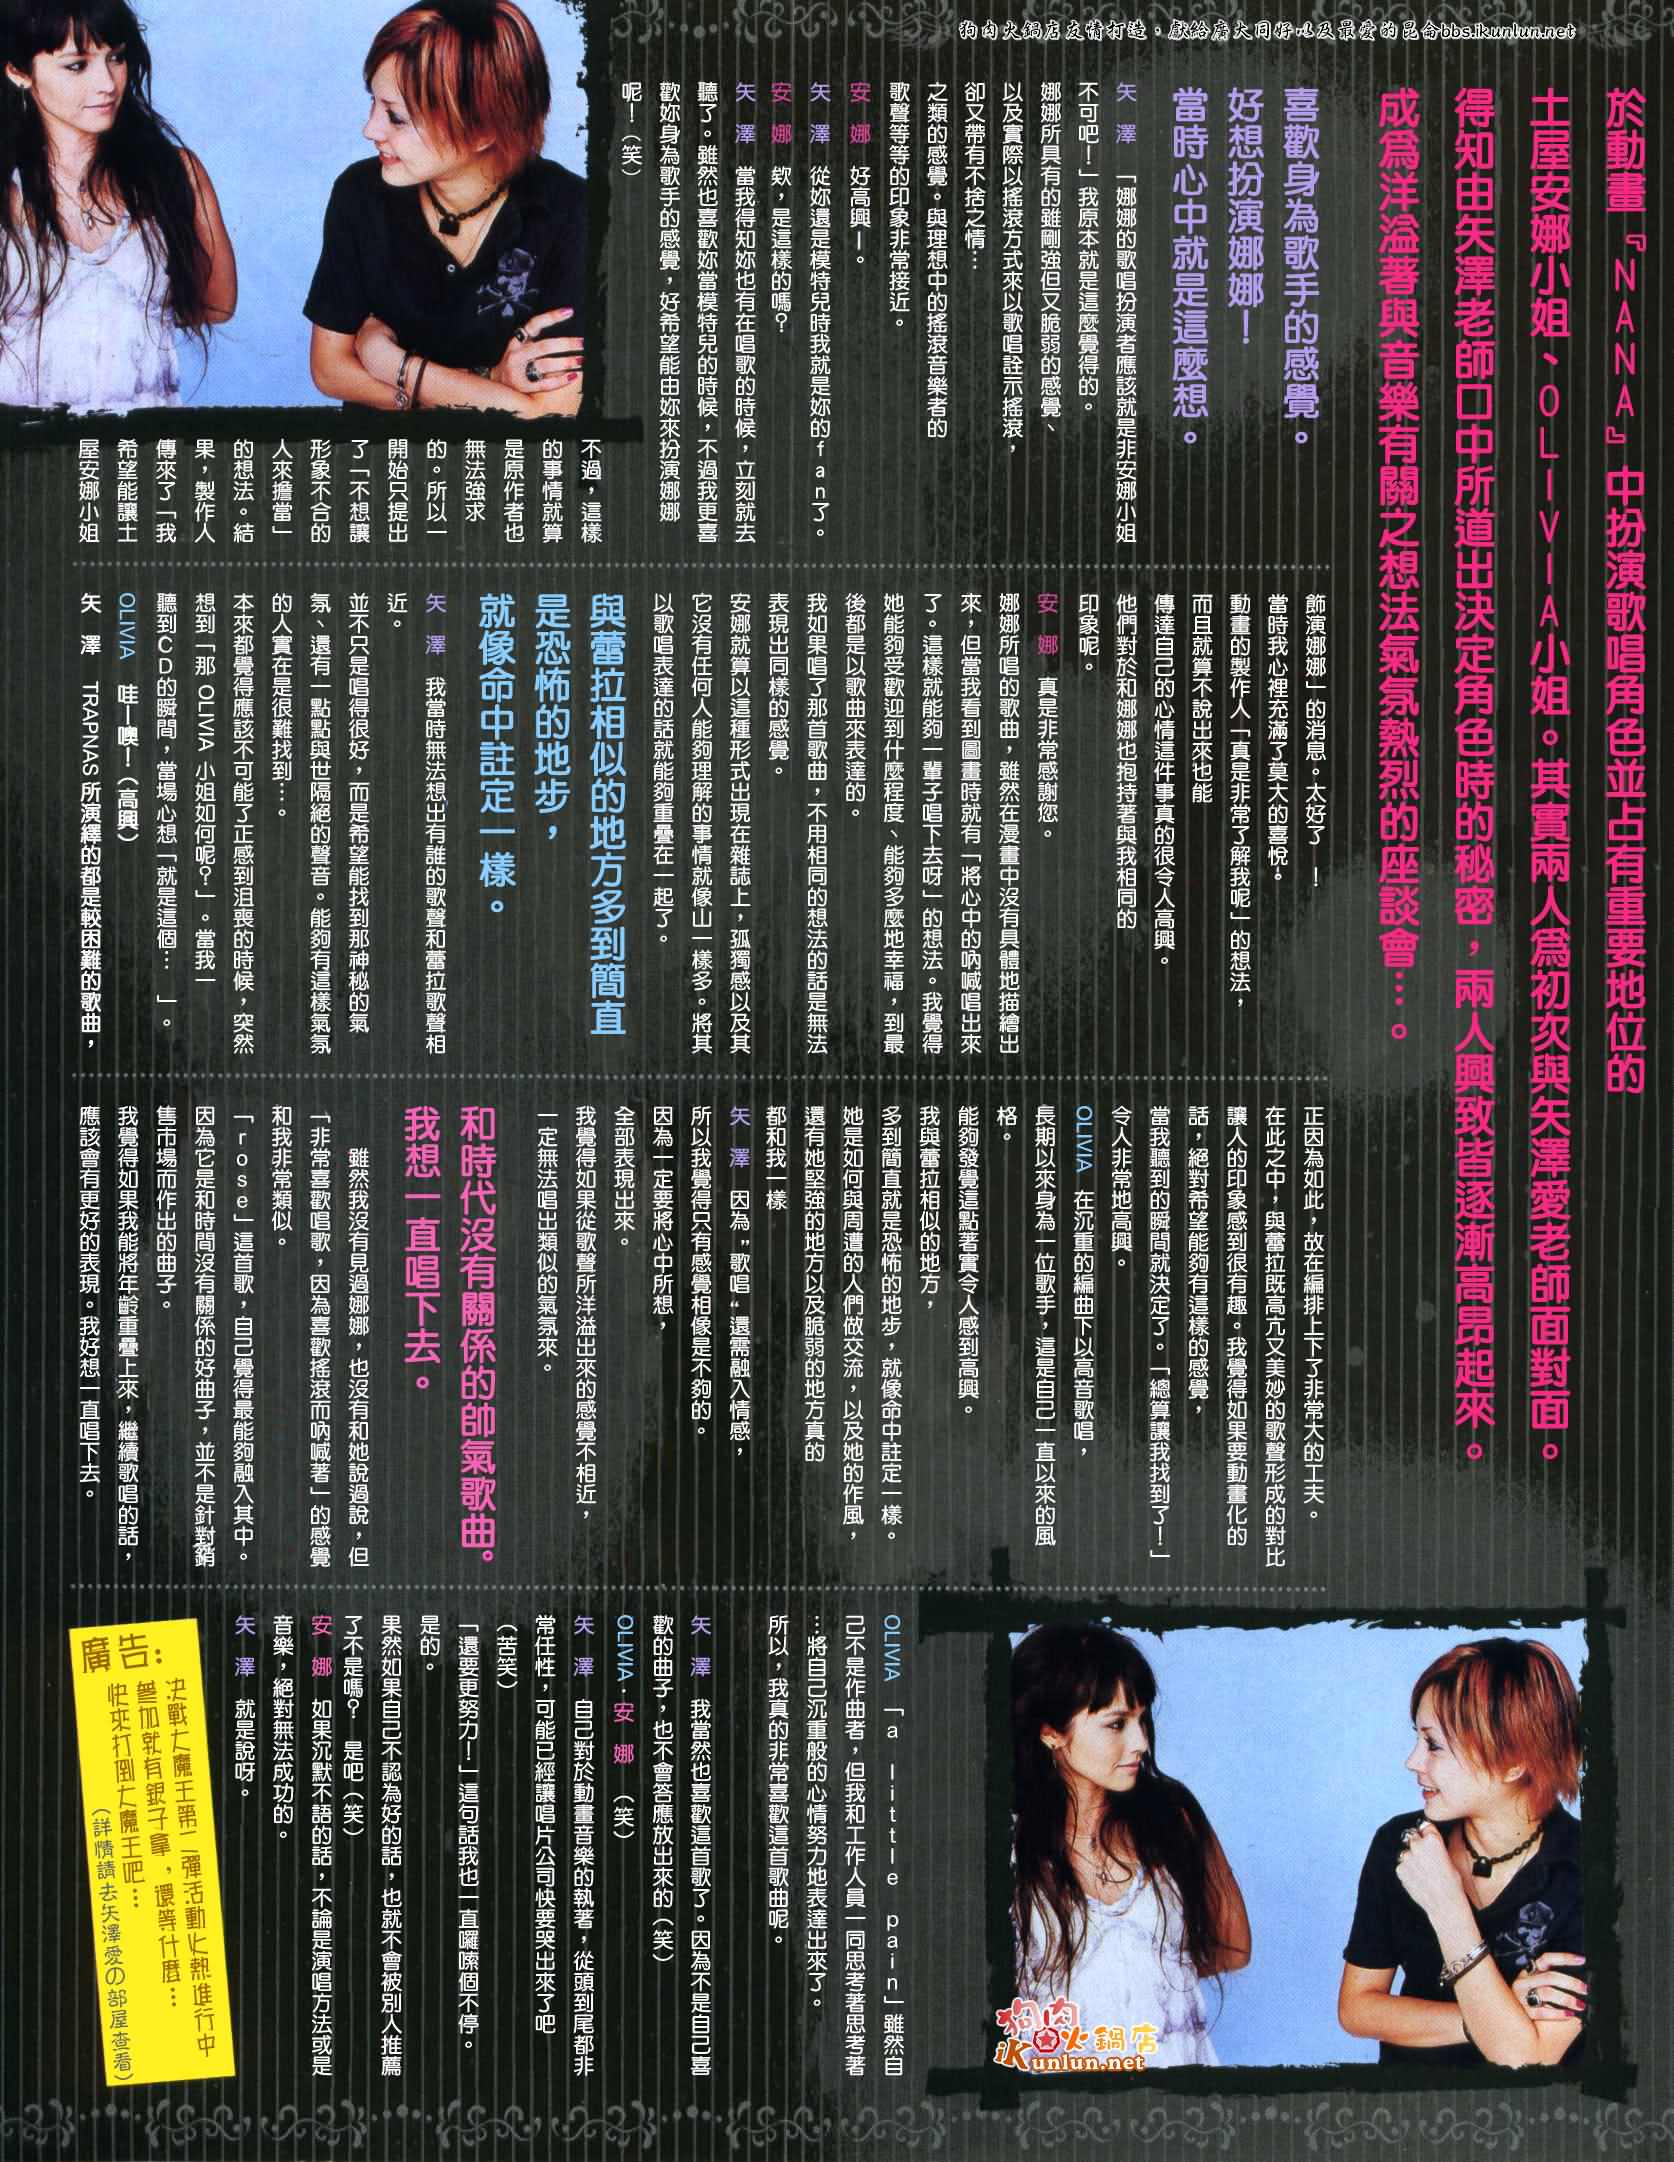 狗肉火鍋店友情打造，獻給廣大同好以及最愛的昆侖bbs.ikunlun.net
於動畫『NANA』中扮演歌唱角色並占有重要地位的
土屋安娜小姐、OLIVIA小姐。其實兩人為初次與矢澤愛老師面對面。
得知由矢澤老師口中所道出決定角色時的秘密，兩人興致皆逐漸高昂起來。
成為洋溢著與音樂有關之想法氣氛熱烈的座談會…。
喜歡身為歌手的感覺。
好想扮演娜娜！
當時心中就是這麼想。
矢　澤　「娜娜的歌唱扮演者應該就是非安娜小姐
不可吧！」我原本就是這麼覺得的。
娜娜所具有的雖剛強但又脆弱的感覺、
以及實際以搖滾方式來以歌唱詮示搖滾，
卻又帶有不捨之情…
之類的感覺。與理想中的搖滾音樂者的
歌聲等等的印象非常接近。
安　娜　好高興ー。
矢　澤　從妳還是模特兒時我就是妳的fan了。
安　娜　欸，是這樣的嗎？
矢　澤　當我得知妳也有在唱歌的時候，立刻就去
聽了。雖然也喜歡妳當模特兒的時候，不過我更喜
歡妳身為歌手的感覺，好希望能由妳來扮演娜娜
呢！（笑）
不過，這樣
的事情就算
是原作者也
無法強求
的。所以一
開始只提出
了「不想讓
形象不合的
人來擔當」
的想法。結
果，製作人
傳來了「我
希望能讓土
屋安娜小姐
飾演娜娜」的消息。太好了　！
當時我心裡充滿了莫大的喜悅。
動畫的製作人「真是非常了解我呢」的想法，
而且就算不說出來也能
傳達自己的心情這件事真的很令人高興。
他們對於和娜娜也抱持著與我相同的
印象呢。
安　娜　真是非常感謝您。
娜娜所唱的歌曲，雖然在漫畫中沒有具體地描繪出
來，但當我看到圖畫時就有「將心中的吶喊唱出來
了。這樣就能夠一輩子唱下去呀」的想法。我覺得
她能夠受歡迎到什麼程度、能夠多麼地幸福，到最
後都是以歌曲來表達的。
我如果唱了那首歌曲，不用相同的想法的話是無法
表現出同樣的感覺。
安娜就算以這種形式出現在雜誌上，孤獨感以及其
它沒有任何人能夠理解的事情就像山一樣多。將其
以歌唱表達的話就能夠重疊在一起了。
與蕾拉相似的地方多到簡直
是恐怖的地步，
就像命中註定一樣。
矢　澤　我當時無法想出有誰的歌聲和蕾拉歌聲相
近。
並不只是唱得很好，而是希望能找到那神秘的氣
氛、還有一點點與世隔絕的聲音。能夠有這樣氣氛
的人實在是很難找到…。
本來都覺得應該不可能了正感到沮喪的時候，突然
想到「那 OLIVIA 小姐如何呢？」。當我一
聽到CD的瞬間，當場心想「就是這個…　」。
OLIVIA　哇ー噢！（高興）
矢　澤　TRAPNAS 所演繹的都是較困難的歌曲，
正因為如此，故在編排上下了非常大的工夫。
在此之中，與蕾拉既高亢又美妙的歌聲形成的對比
讓人的印象感到很有趣。我覺得如果要動畫化的
話，絕對希望能夠有這樣的感覺，
當我聽到的瞬間就決定了。「總算讓我找到了！」
令人非常地高興。
OLIVIA　在沉重的編曲下以高音歌唱，
長期以來身為一位歌手，這是自己一直以來的風
格。
能夠發覺這點著實令人感到高興。
我與蕾拉相似的地方，
多到簡直就是恐怖的地步，就像命中註定一樣。
她是如何與周遭的人們做交流，以及她的作風，
還有她堅強的地方以及脆弱的地方真的
都和我一樣
矢　澤　因為〝歌唱〞還需融入情感，
所以我覺得只有感覺相像是不夠的。
因為一定要將心中所想，
全部表現出來。
我覺得如果從歌聲所洋溢出來的感覺不相近，
一定無法唱出類似的氣氛來。
和時代沒有關係的帥氣歌曲。
我想一直唱下去。
雖然我沒有見過娜娜，也沒有和她說過說，但
「非常喜歡唱歌，因為喜歡搖滾而吶喊著」的感覺
和我非常類似。
「rose」這首歌，自己覺得最能夠融入其中。
因為它是和時間沒有關係的好曲子，並不是針對銷
售市場而作出的曲子。
我覺得如果我能將年齡重疊上來，繼續歌唱的話，
應該會有更好的表現。我好想一直唱下去。
OLIVIA　「a little pain」雖然自
己不是作曲者，但我和工作人員一同思考著思考著
…將自己沉重般的心情努力地表達出來了。
所以，我真的非常喜歡這首歌曲呢。
矢　澤　我當然也喜歡這首歌了。因為不是自己喜
歡的曲子，也不會答應放出來的（笑）
OLIVIA．安　娜　（笑）
矢　澤　自己對於動畫音樂的執著，從頭到尾都非
常任性，可能已經讓唱片公司快要哭出來了吧
（苦笑）
「還要更努力！」這句話我也一直囉嗦個不停。
是的。
果然如果自己不認為好的話，也就不會被別人推薦
了不是嗎？　是吧（笑）
安　娜　如果沉默不語的話，不論是演唱方法或是
音樂，絕對無法成功的。
矢　澤　就是說呀。
廣告：
決戰大魔王第二彈活動火熱進行中
參加就有銀子拿，還等什麼…
快來打倒大魔王吧…
（詳情請去矢澤愛の部屋查看）
狗肉火鍋店
iKunlun.net